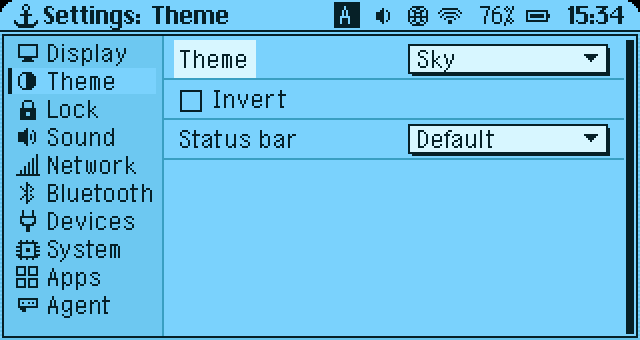 Settings: Theme A 76% 15:34
Display
Theme
Lock
Sound
Network
Bluetooth
Devices
System
Apps
Agent
Theme Sky
Invert
Status bar Default